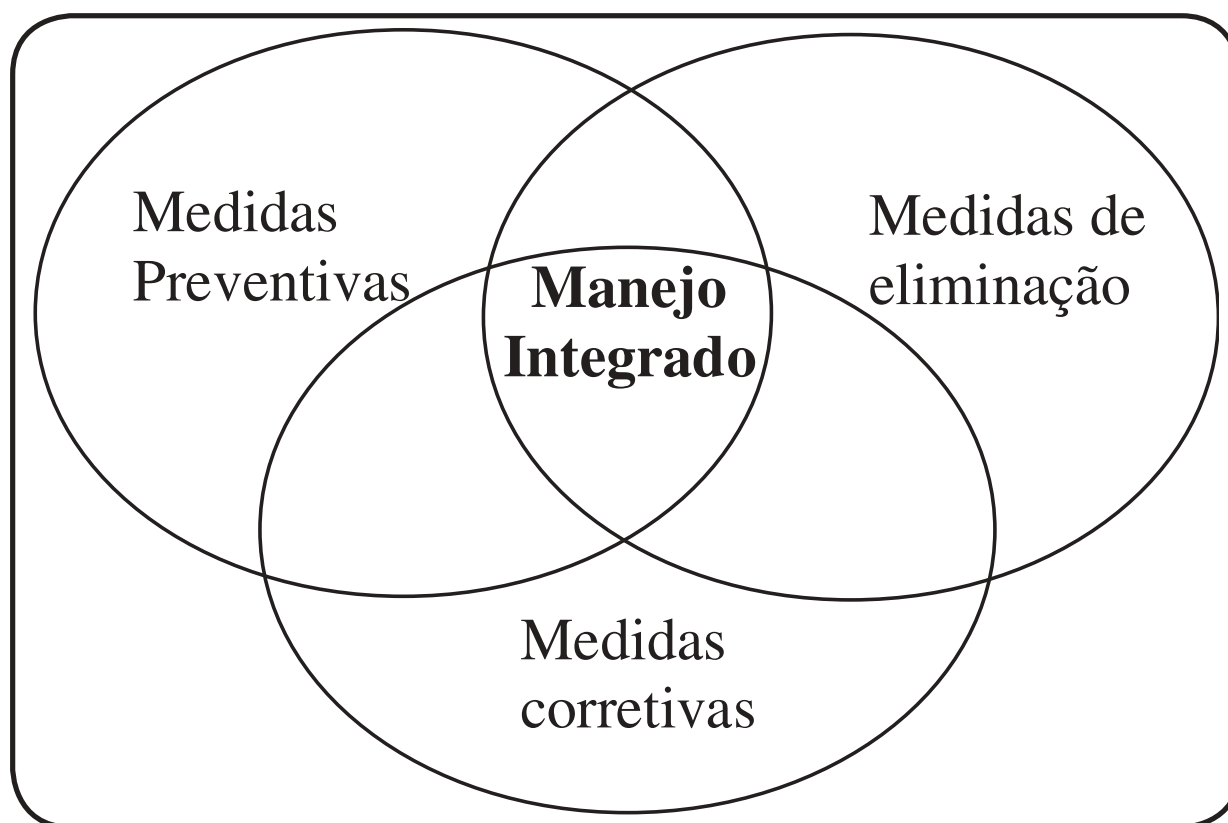 Medidas
Preventivas
Medidas de
eliminação
Manejo
Integrado
Medidas
corretivas